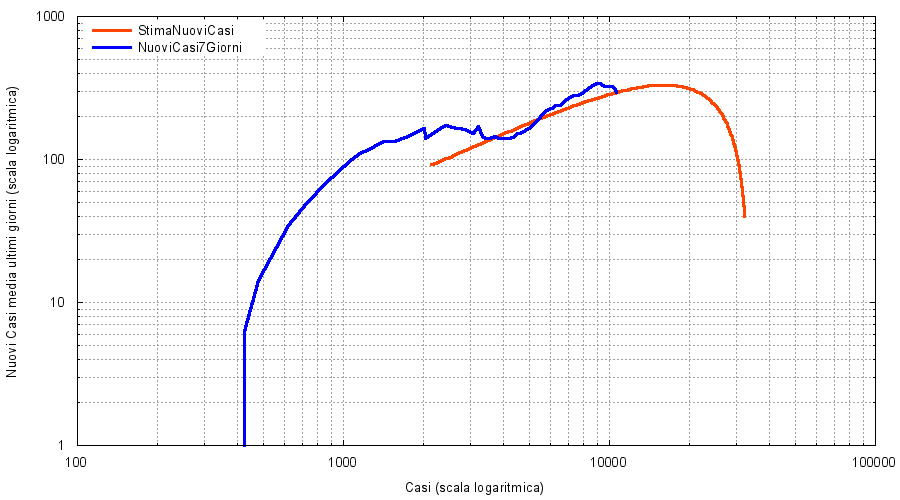 1000
StimaNuoviCasi
NuoviCasi7Giorni
100
10
1
100
1000
10000
100000
Nuovi Casi media ultimi giorni (scala logaritmica)
Casi (scala logaritmica)